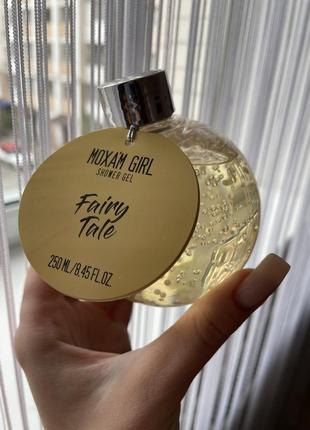 MOXAM GIRL
SHOWER GEL
Fairy
Tale
250 ML/8,45 FL.OZ.